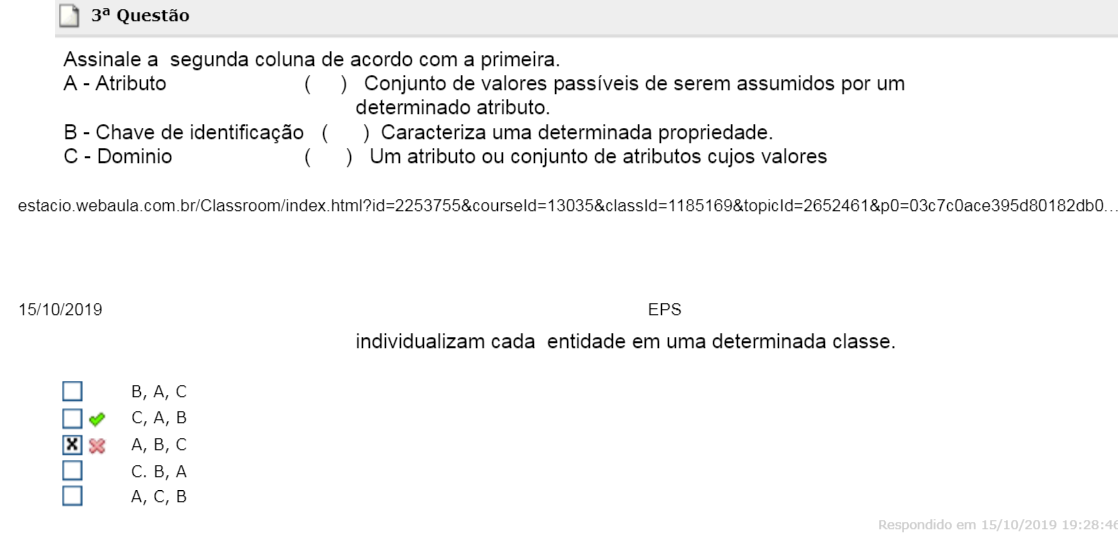 3ª Questão
Assinale a segunda coluna de acordo com a primeira.
A - Atributo ( ) Conjunto de valores passíveis de serem assumidos por um
determinado atributo.
B - Chave de identificação ( ) Caracteriza uma determinada propriedade.
C - Dominio ( ) Um atributo ou conjunto de atributos cujos valores
estacio.webaula.com.br/Classroom/index.html?id=2253755&courseId=13035&classId=1185169&topicId=2652461&p0=03c7c0ace395d80182db0…
15/10/2019 EPS
individualizam cada entidade em uma determinada classe.
B, A, C
C, A, B
A, B, C
C. B, A
A, C, B
Respondido em 15/10/2019 19:28:46